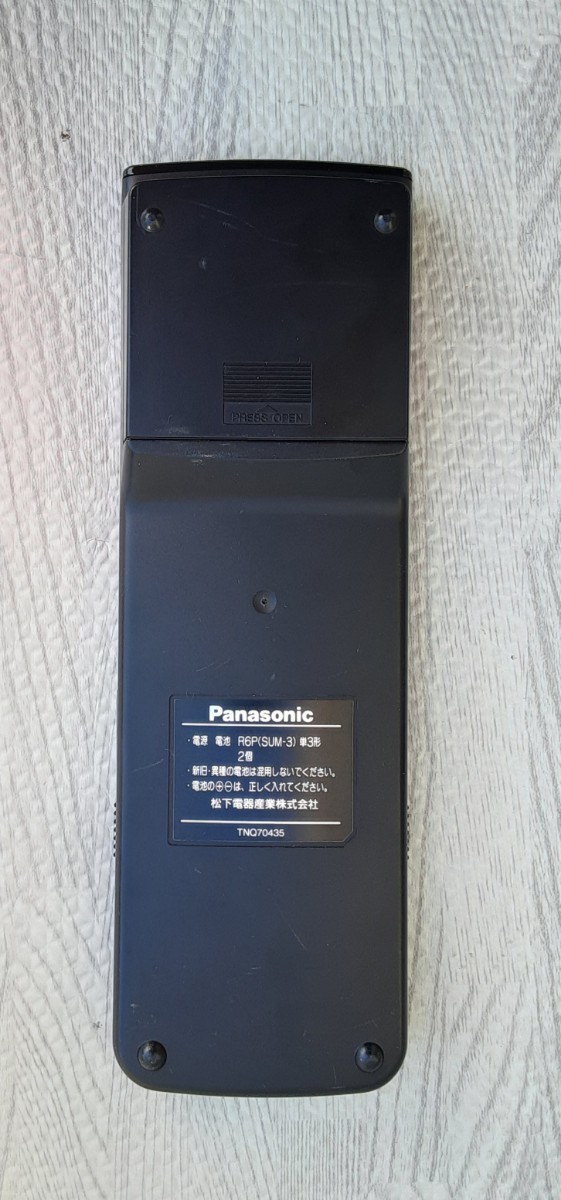 PRESS OPEN
Panasonic
・電源 電池 R6P(SUM-3) 単3形
2個
・新旧・異種の電池は混用しないでください。
・電池の⊕⊖は、正しく入れてください。
松下電器産業株式会社
TNQ70435